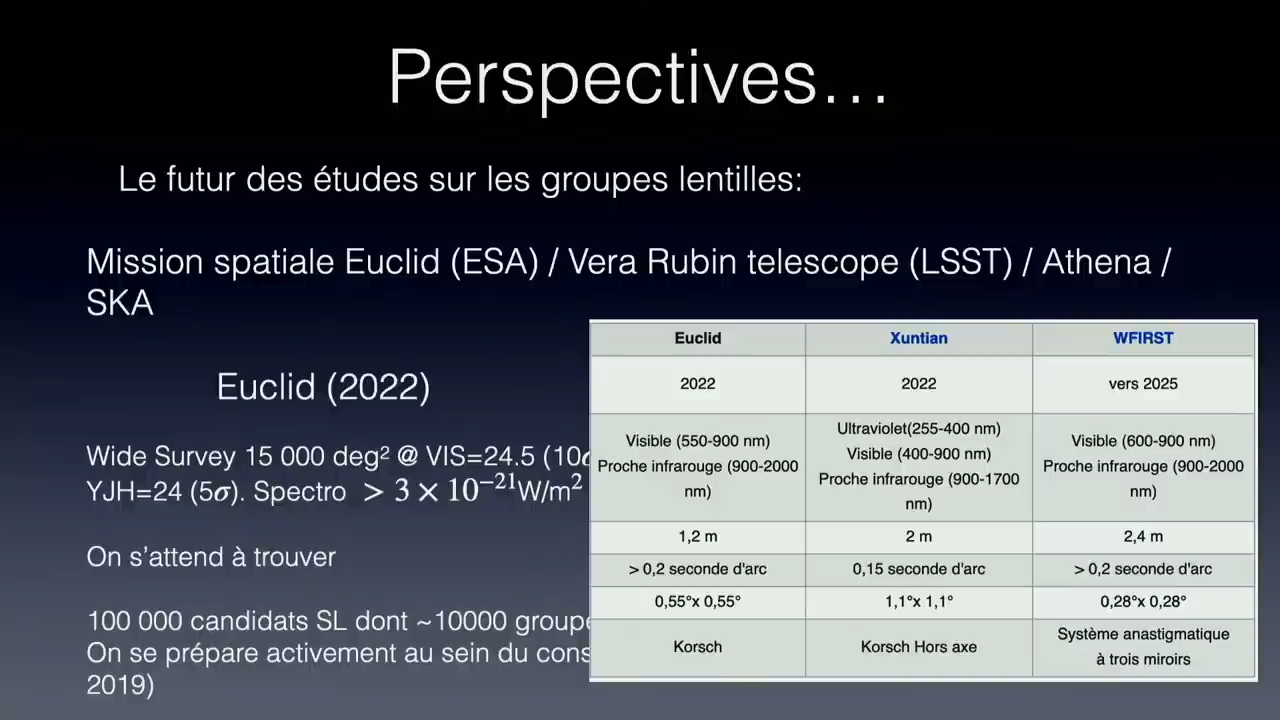 Perspectives…
Le futur des études sur les groupes lentilles:
Mission spatiale Euclid (ESA) / Vera Rubin telescope (LSST) / Athena /
SKA
Euclid (2022)
Wide Survey 15 000 deg² @ VIS=24.5 (10σ
YJH=24 (5σ). Spectro > 3 × 10⁻²¹W/m²
On s’attend à trouver
100 000 candidats SL dont ~10000
On se prépare activement au sein du
2019)
Euclid Xuntian WFIRST
2022 2022 vers 2025
Visible (550-900 nm)
Proche infrarouge (900-2000
nm)
Ultraviolet(255-400 nm)
Visible (400-900 nm)
Proche infrarouge (900-1700
nm)
Visible (600-900 nm)
Proche infrarouge (900-2000
nm)
1,2 m 2 m 2,4 m
> 0,2 seconde d'arc 0,15 seconde d'arc > 0,2 seconde d'arc
0,55°x 0,55° 1,1°x 1,1° 0,28°x 0,28°
Korsch Korsch Hors axe
Système anastigmatique
à trois miroirs